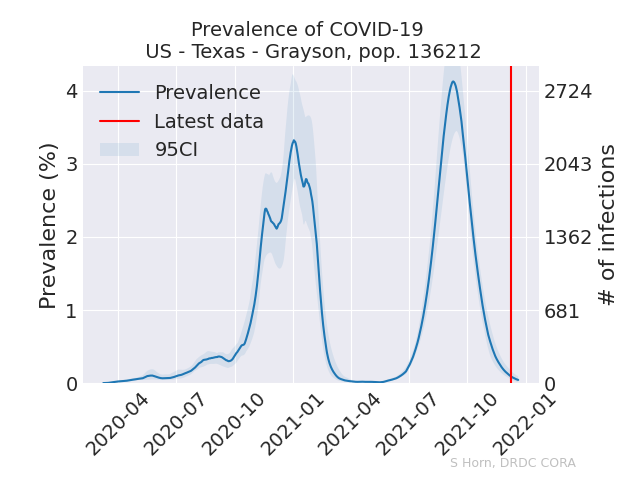 Prevalence of COVID-19
US - Texas - Grayson, pop. 136212
Prevalence
Latest data
95CI
Prevalence (%)
4
3
2
1
0
2724
2043
1362
681
0
# of infections
2020-04
2020-07
2020-10
2021-01
2021-04
2021-07
2021-10
2022-01
S Horn, DRDC CORA